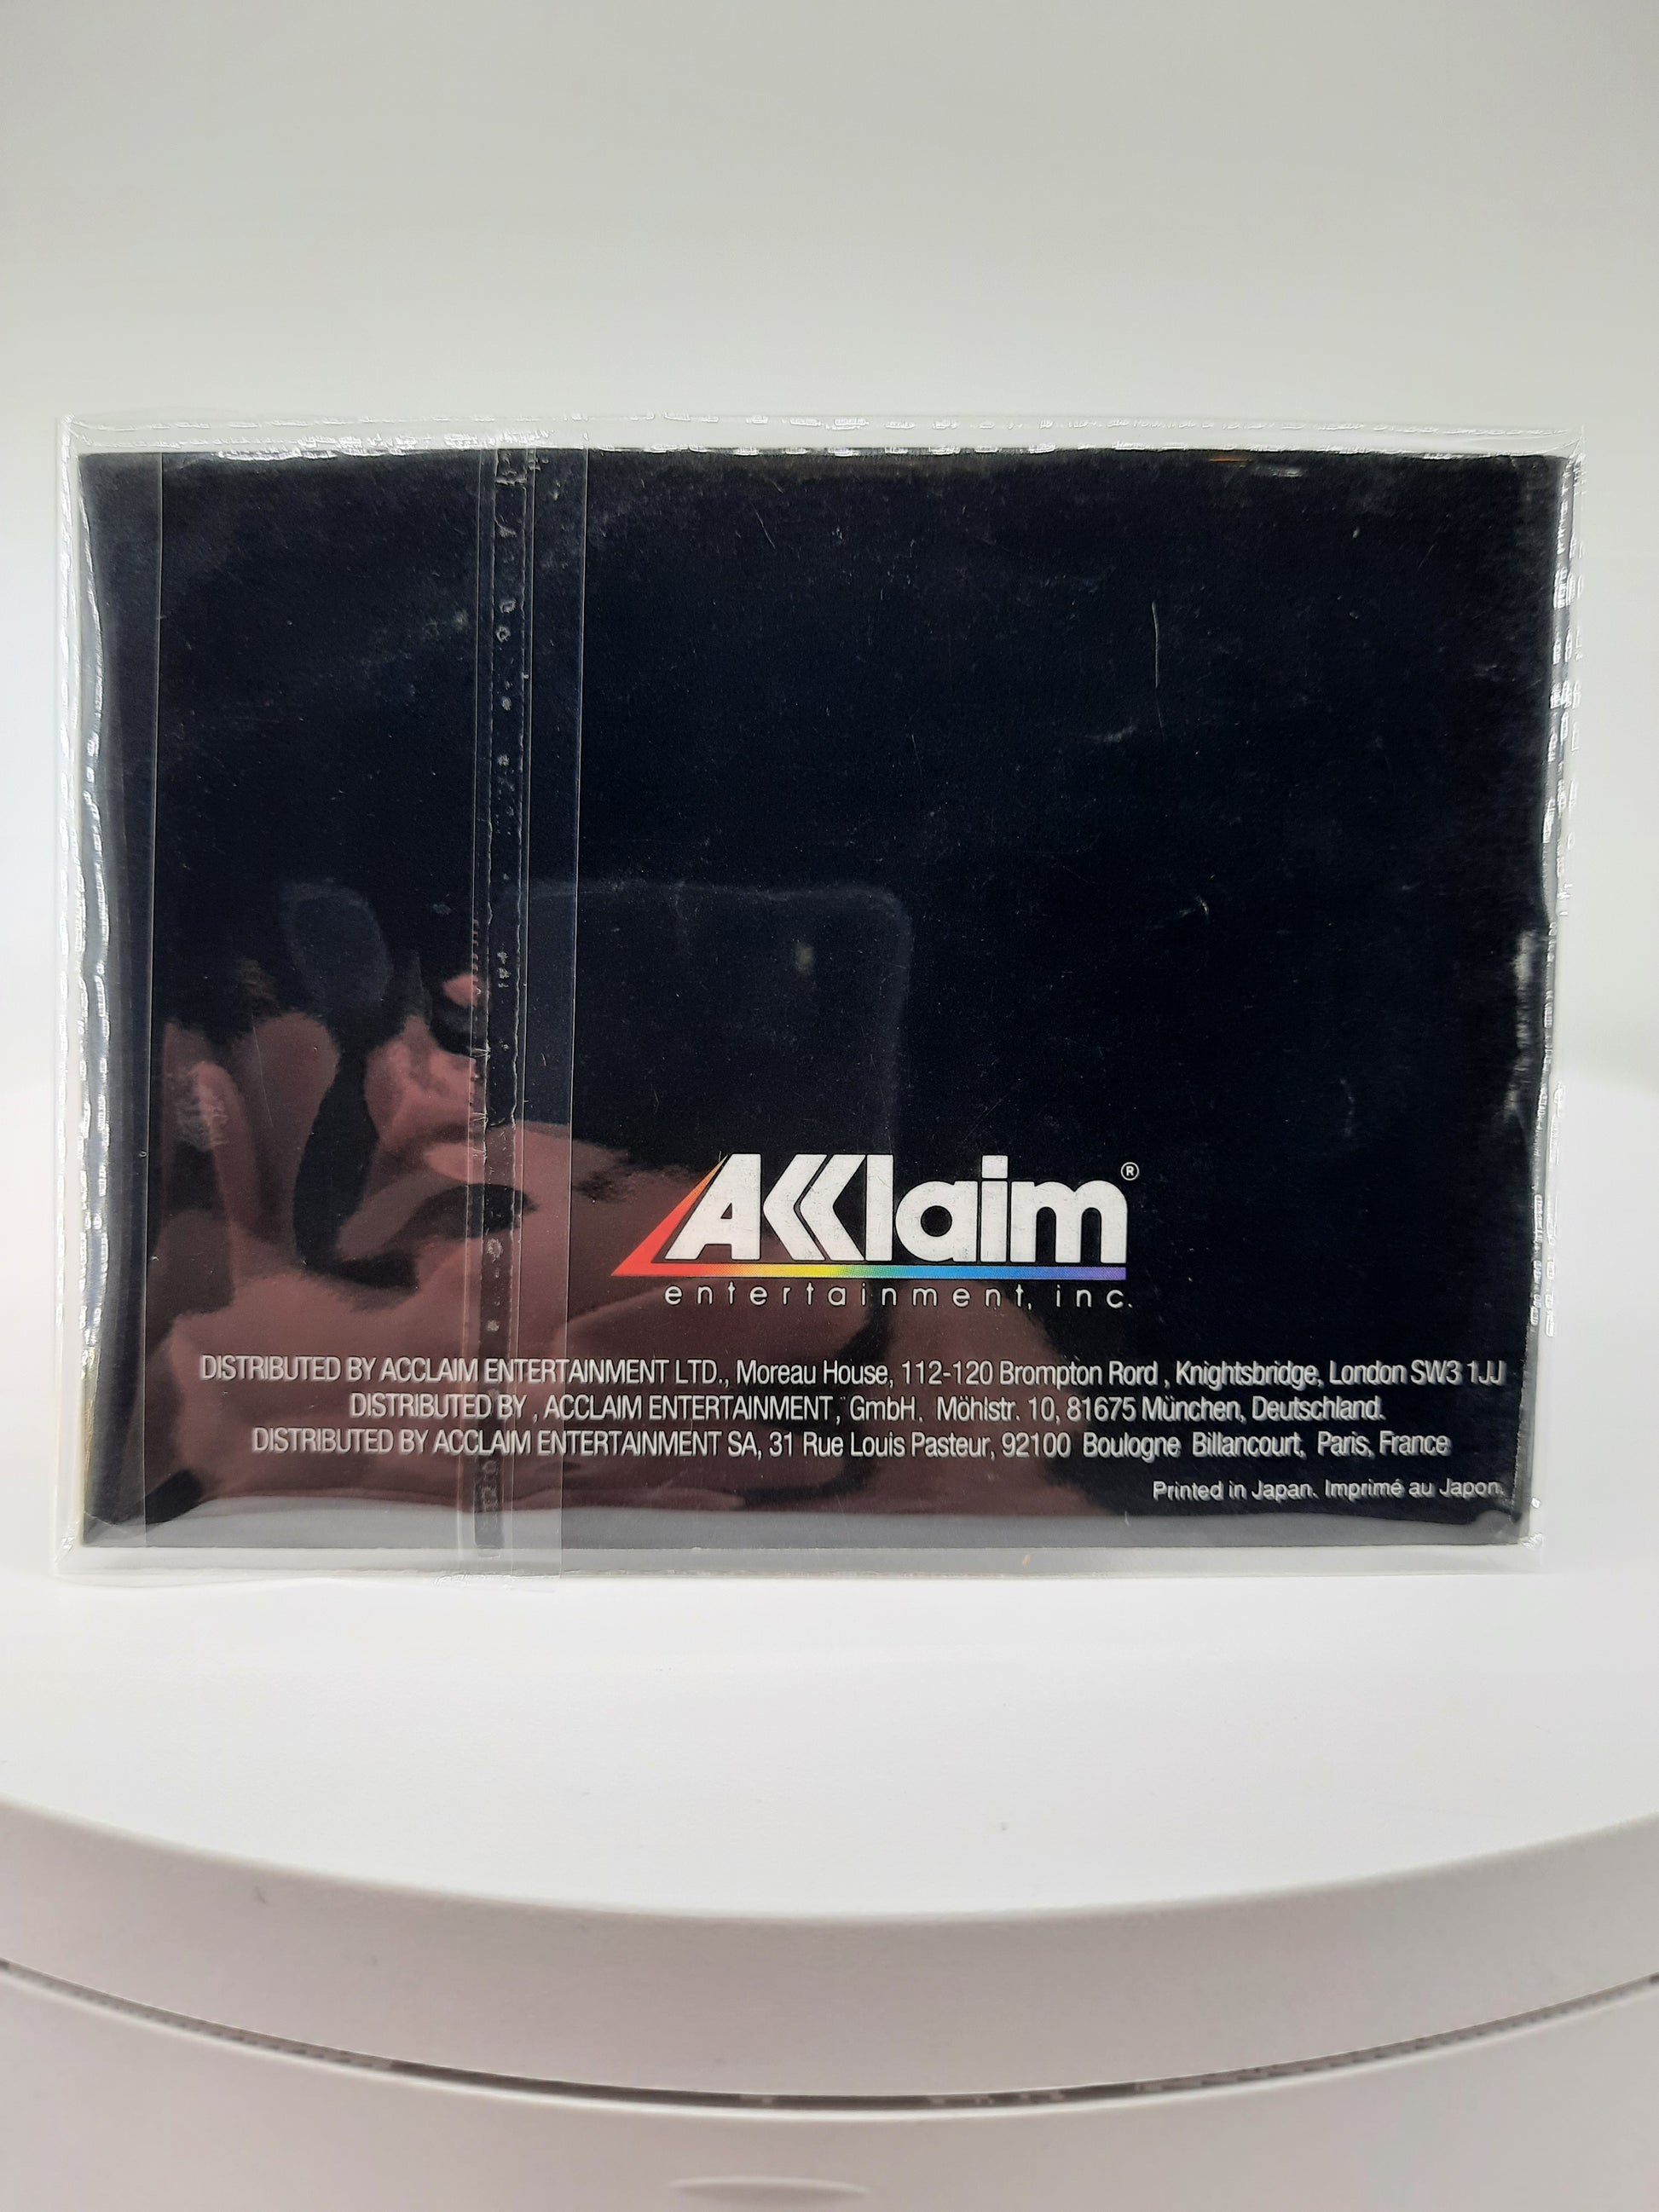 Acclaim®
entertainment, inc.
DISTRIBUTED BY ACCLAIM ENTERTAINMENT LTD., Moreau House, 112-120 Brompton Rord , Knightsbridge, London SW3 1JJ
DISTRIBUTED BY , ACCLAIM ENTERTAINMENT, GmbH. Möhlstr. 10, 81675 München, Deutschland.
DISTRIBUTED BY ACCLAIM ENTERTAINMENT SA, 31 Rue Louis Pasteur, 92100 Boulogne Billancourt, Paris, France
Printed in Japan. Imprimé au Japon.